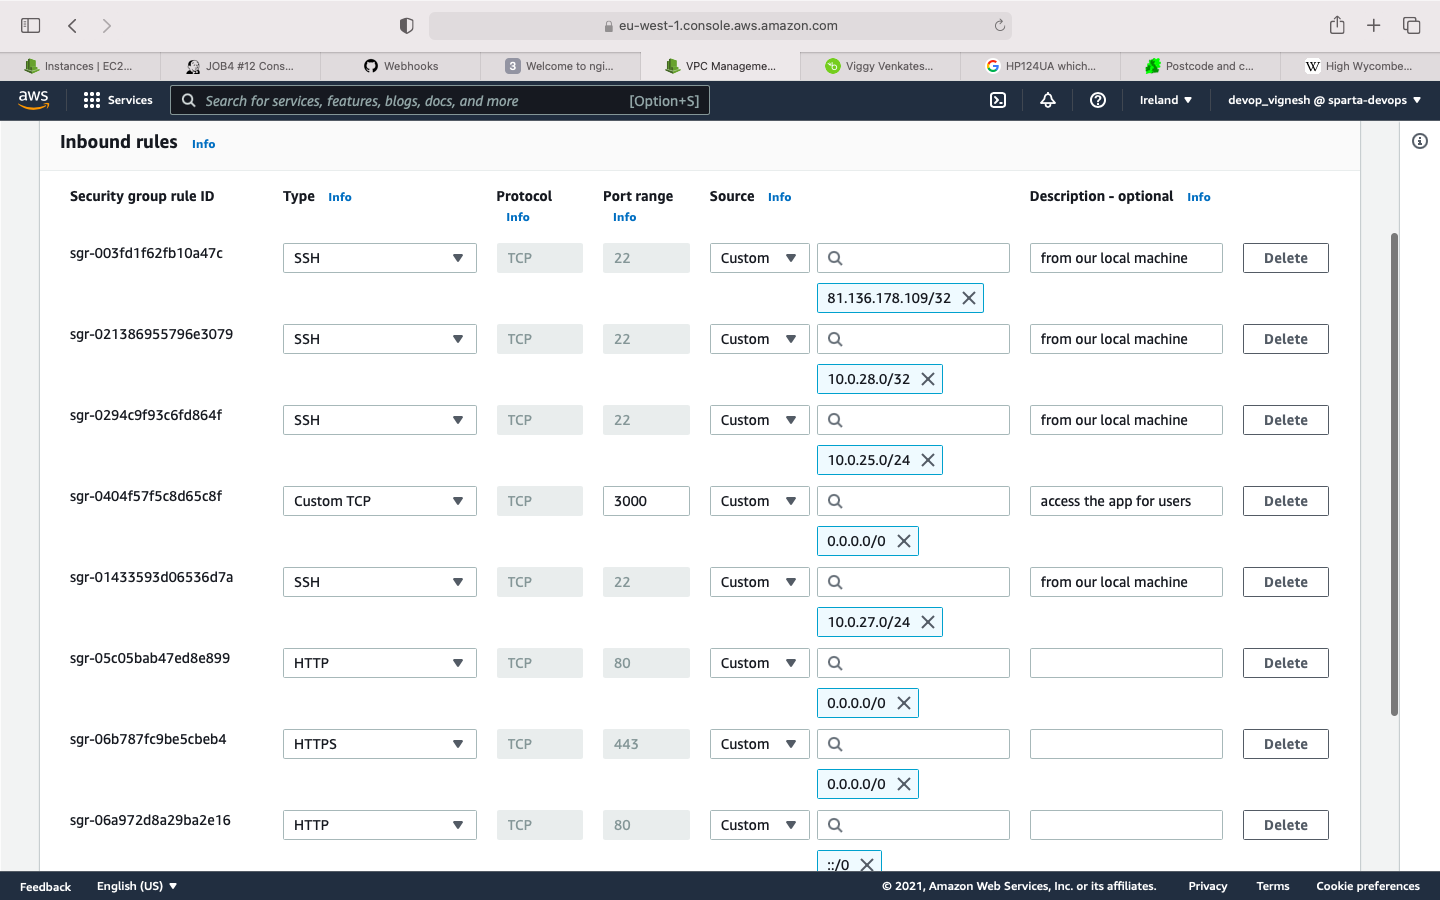 eu-west-1.console.aws.amazon.com
Instances | EC2...
JOB4 #12 Cons...
Webhooks
3 Welcome to ngi...
VPC Manageme...
Viggy Venkates...
HP124UA which...
Postcode and c...
High Wycombe...
aws Services Search for services, features, blogs, docs, and more [Option+S] Ireland devop_vignesh @ sparta-devops
Inbound rules Info
Security group rule ID Type Info Protocol Info Port range Info Source Info Description - optional Info
sgr-003fd1f62fb10a47c SSH TCP 22 Custom from our local machine Delete
81.136.178.109/32
sgr-021386955796e3079 SSH TCP 22 Custom from our local machine Delete
10.0.28.0/32
sgr-0294c9f93c6fd864f SSH TCP 22 Custom from our local machine Delete
10.0.25.0/24
sgr-0404f57f5c8d65c8f Custom TCP TCP 3000 Custom access the app for users Delete
0.0.0.0/0
sgr-01433593d06536d7a SSH TCP 22 Custom from our local machine Delete
10.0.27.0/24
sgr-05c05bab47ed8e899 HTTP TCP 80 Custom Delete
0.0.0.0/0
sgr-06b787fc9be5cbeb4 HTTPS TCP 443 Custom Delete
0.0.0.0/0
sgr-06a972d8a29ba2e16 HTTP TCP 80 Custom Delete
::/0
Feedback English (US) © 2021, Amazon Web Services, Inc. or its affiliates. Privacy Terms Cookie preferences